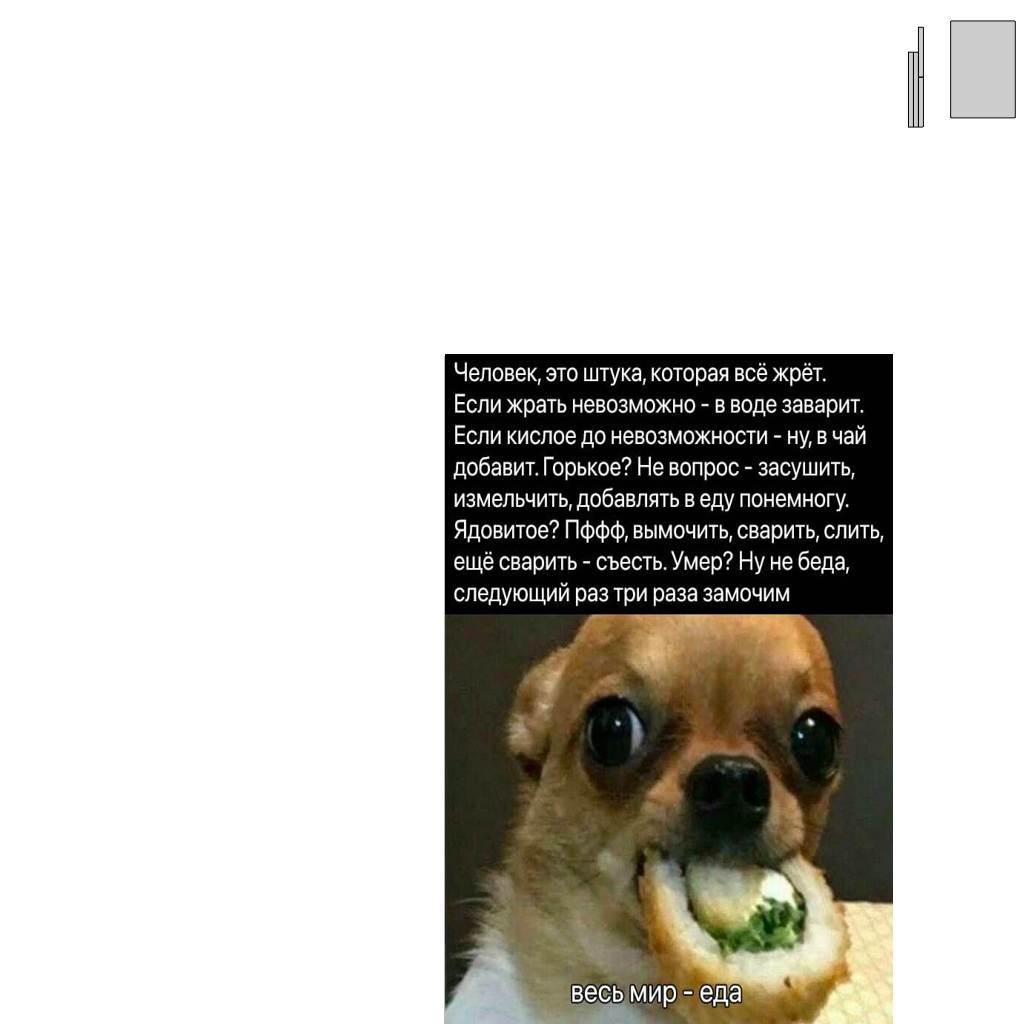 Человек, это штука, которая всё жрёт.
Если жрать невозможно - в воде заварит.
Если кислое до невозможности - ну, в чай
добавит. Горькое? Не вопрос - засушить,
измельчить, добавлять в еду понемногу.
Ядовитое? Пффф, вымочить, сварить, слить,
ещё сварить - съесть. Умер? Ну не беда,
следующий раз три раза замочим
весь мир - еда